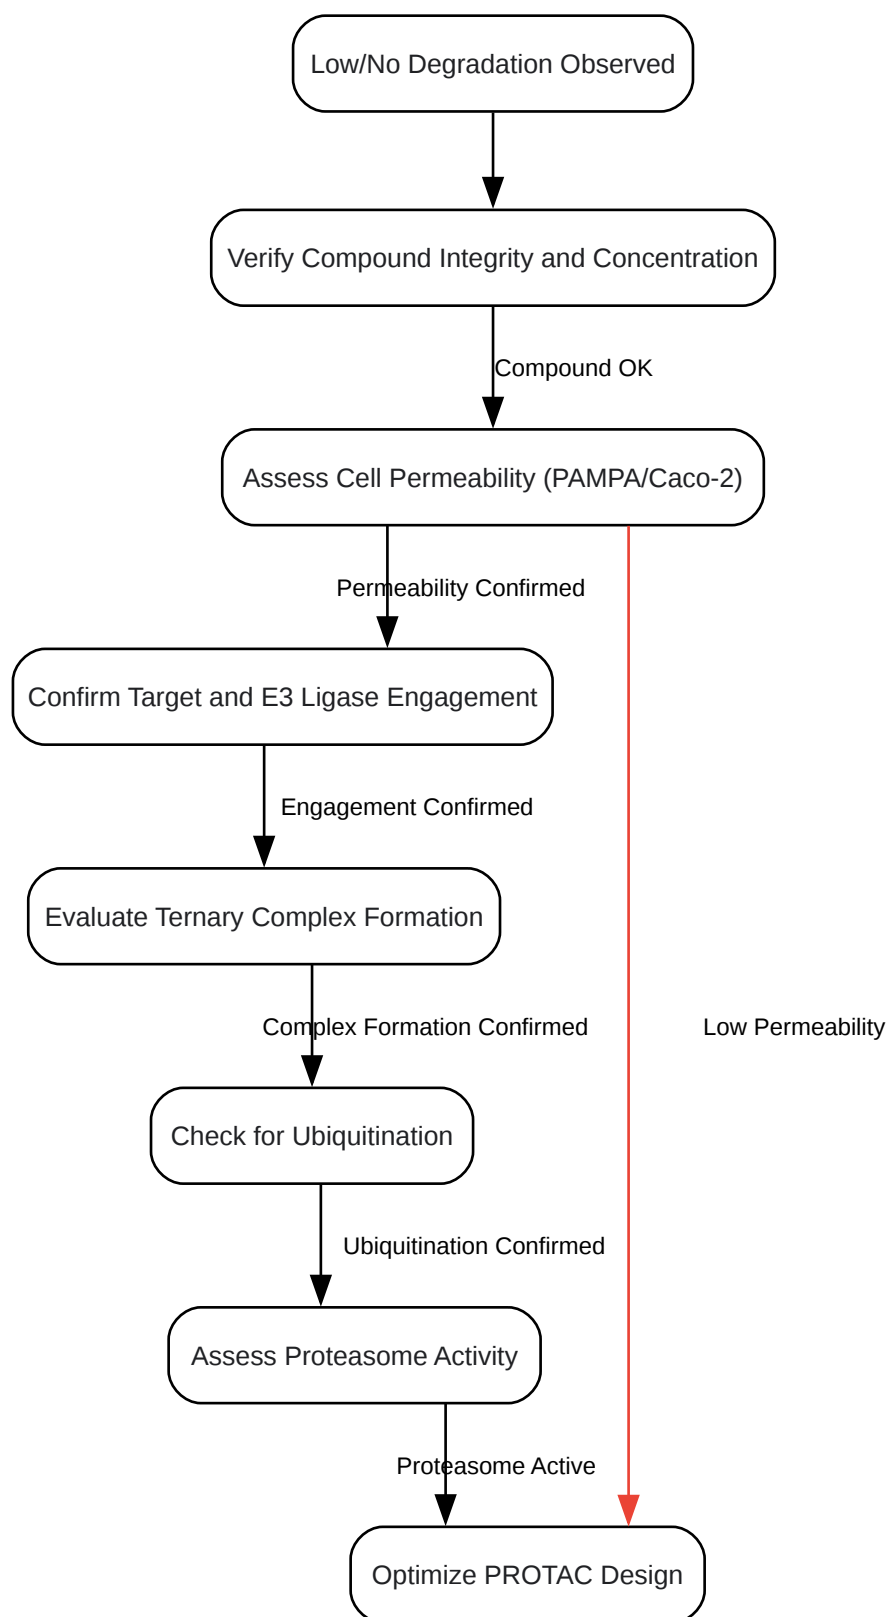 Low/No Degradation Observed
Verify Compound Integrity and Concentration
Compound OK
Assess Cell Permeability (PAMPA/Caco-2)
Permeability Confirmed
Confirm Target and E3 Ligase Engagement
Engagement Confirmed
Evaluate Ternary Complex Formation
Complex Formation Confirmed
Low Permeability
Check for Ubiquitination
Ubiquitination Confirmed
Assess Proteasome Activity
Proteasome Active
Optimize PROTAC Design